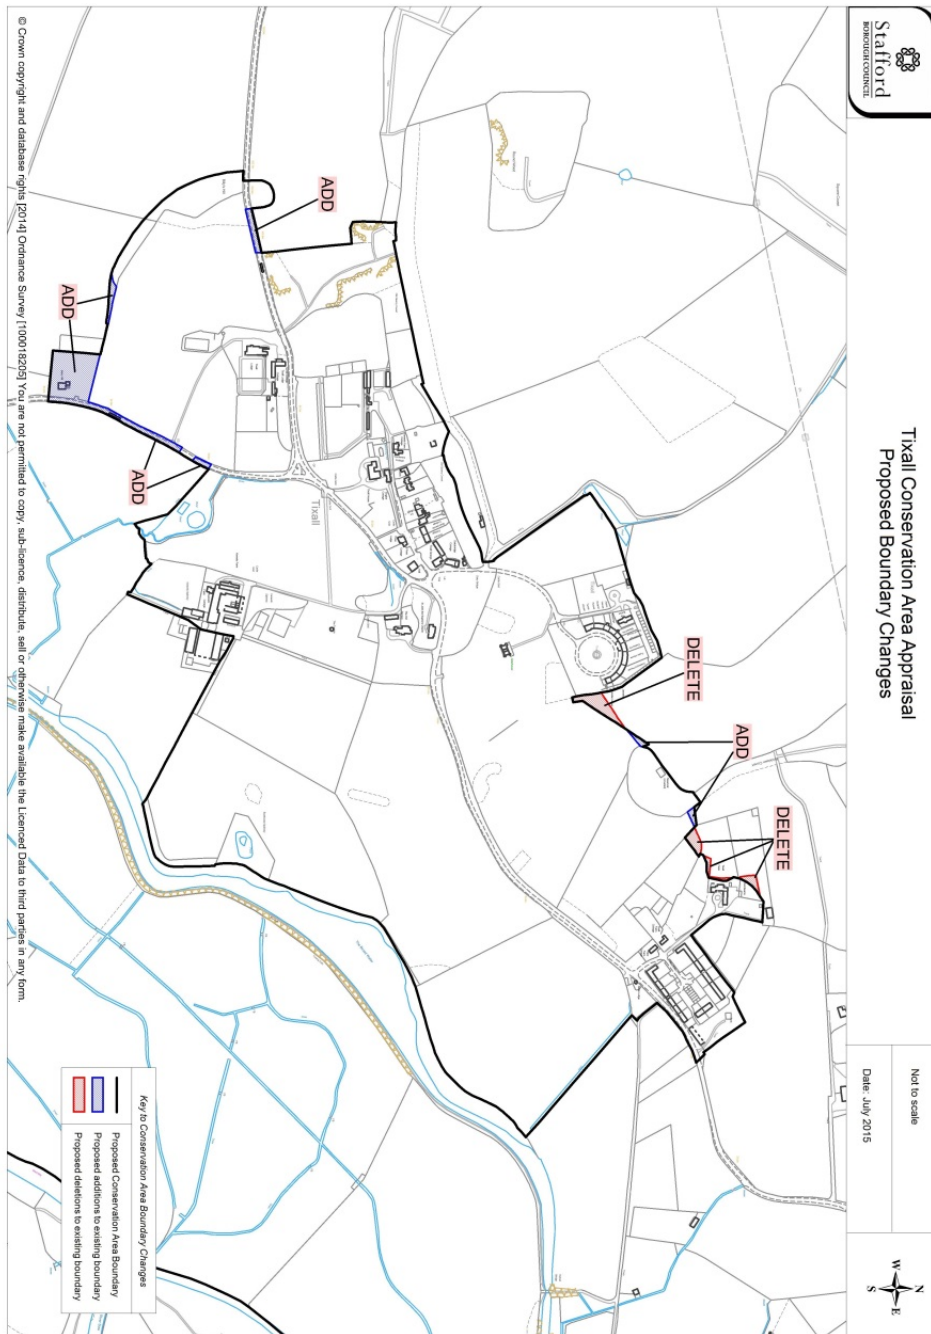 Stafford
BOROUGH COUNCIL
Tixall Conservation Area Appraisal
Proposed Boundary Changes
Not to scale
Date: July 2015
N
W
E
S
ADD
ADD
ADD
DELETE
ADD
DELETE
Tixall
Key to Conservation Area Boundary Changes
Proposed Conservation Area Boundary
Proposed additions to existing boundary
Proposed deletions to existing boundary
© Crown copyright and database rights [2014] Ordnance Survey [100018205] You are not permitted to copy, sub-licence, distribute, sell or otherwise make available the Licenced Data to third parties in any form.